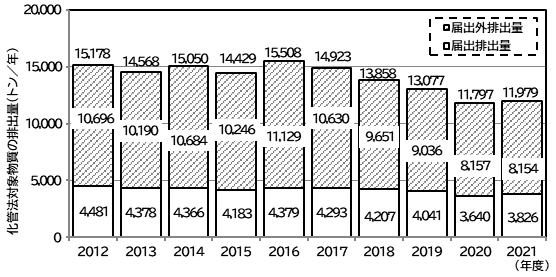 化管法対象物質の排出量(トン/年)
20,000
15,000
10,000
5,000
0
届出外排出量
届出排出量
15,178 14,568 15,050 14,429 15,508 14,923 13,858 13,077 11,797 11,979
10,696 10,190 10,684 10,246 11,129 10,630 9,651 9,036 8,157 8,154
4,481 4,378 4,366 4,183 4,379 4,293 4,207 4,041 3,640 3,826
2012 2013 2014 2015 2016 2017 2018 2019 2020 2021
(年度)